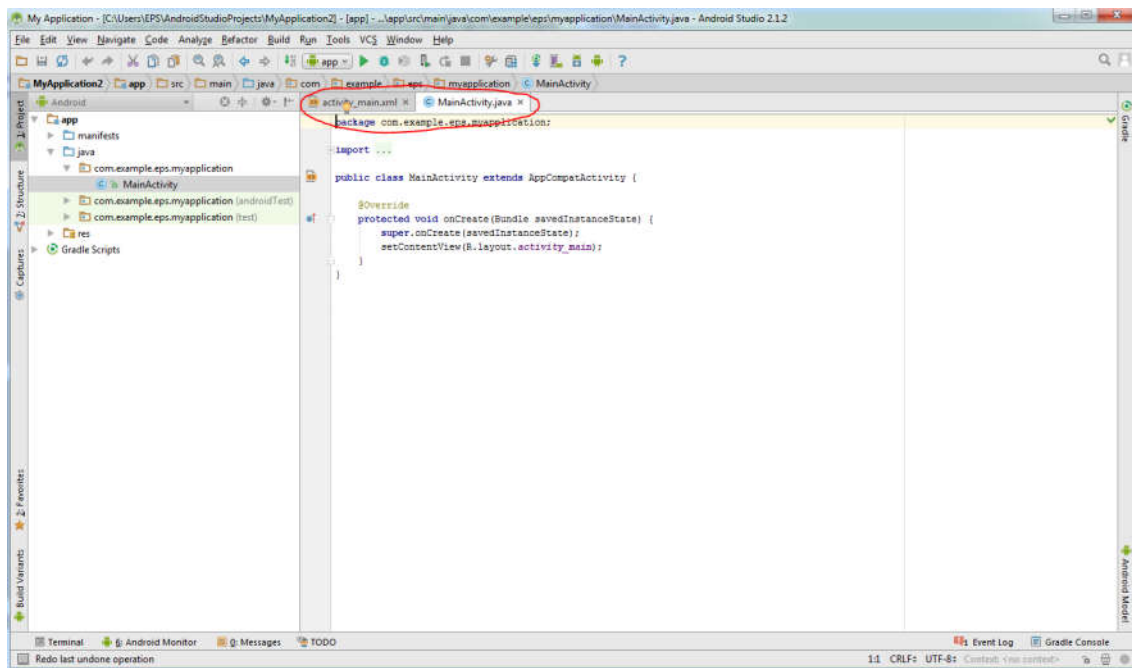 My Application - [C:\Users\EPS\AndroidStudioProjects\MyApplication2] - [app] - ...\app\src\main\java\com\example\eps\myapplication\MainActivity.java - Android Studio 2.1.2
File Edit View Navigate Code Analyze Refactor Build Run Tools VCS Window Help
app
MyApplication2 app src main java com example eps myapplication MainActivity
Android
activity_main.xml MainActivity.java
1: Project
app
manifests
java
com.example.eps.myapplication
MainActivity
com.example.eps.myapplication (androidTest)
com.example.eps.myapplication (test)
res
Gradle Scripts
2: Structure
Captures
2: Favorites
Build Variants
package com.example.eps.myapplication;
import ...
public class MainActivity extends AppCompatActivity {
@Override
protected void onCreate(Bundle savedInstanceState) {
super.onCreate(savedInstanceState);
setContentView(R.layout.activity_main);
}
}
Gradle
Android Model
Terminal 6: Android Monitor 0: Messages TODO
1 Event Log Gradle Console
Redo last undone operation
1:1 CRLF÷ UTF-8÷ Context: <no context>